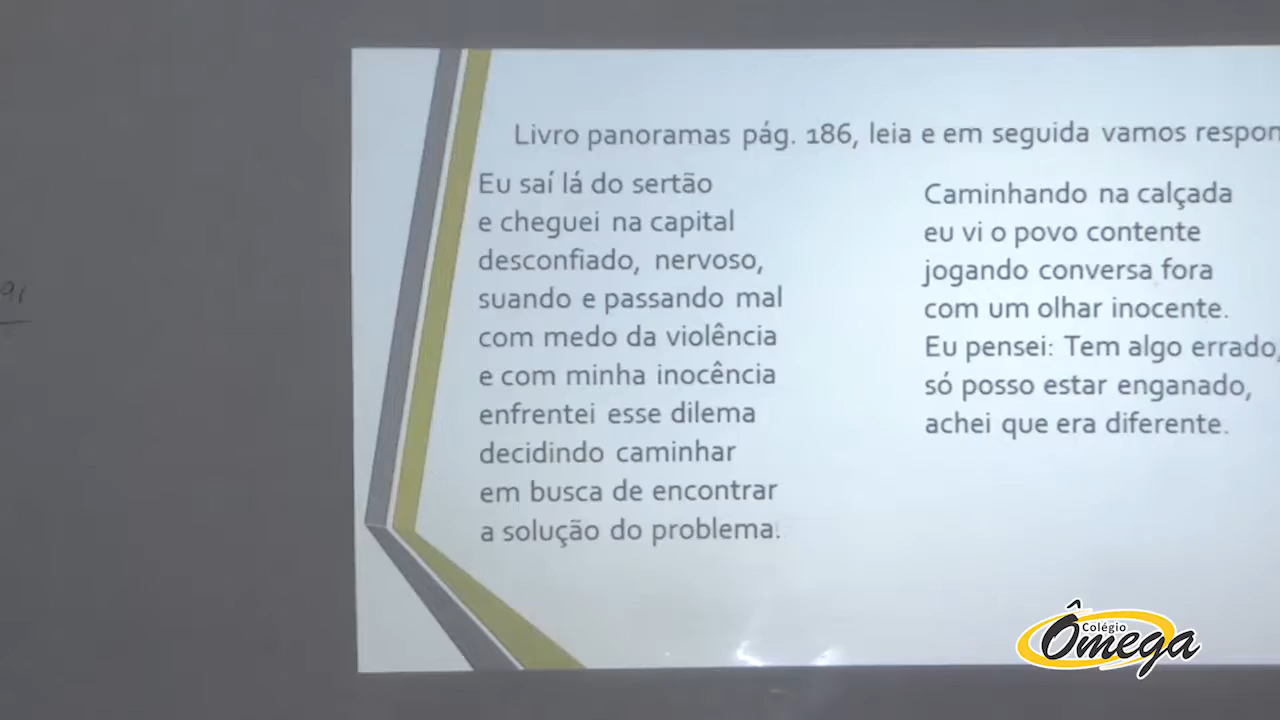 Livro panoramas pág. 186, leia e em seguida vamos
Eu saí lá do sertão
e cheguei na capital
desconfiado, nervoso,
suando e passando mal
com medo da violência
e com minha inocência
enfrentei esse dilema
decidindo caminhar
em busca de encontrar
a solução do problema.
Caminhando na calçada
eu vi o povo contente
jogando conversa fora
com um olhar inocente.
Eu pensei: Tem algo errado,
só posso estar enganado,
achei que era diferente.
91
Colégio
Ômega